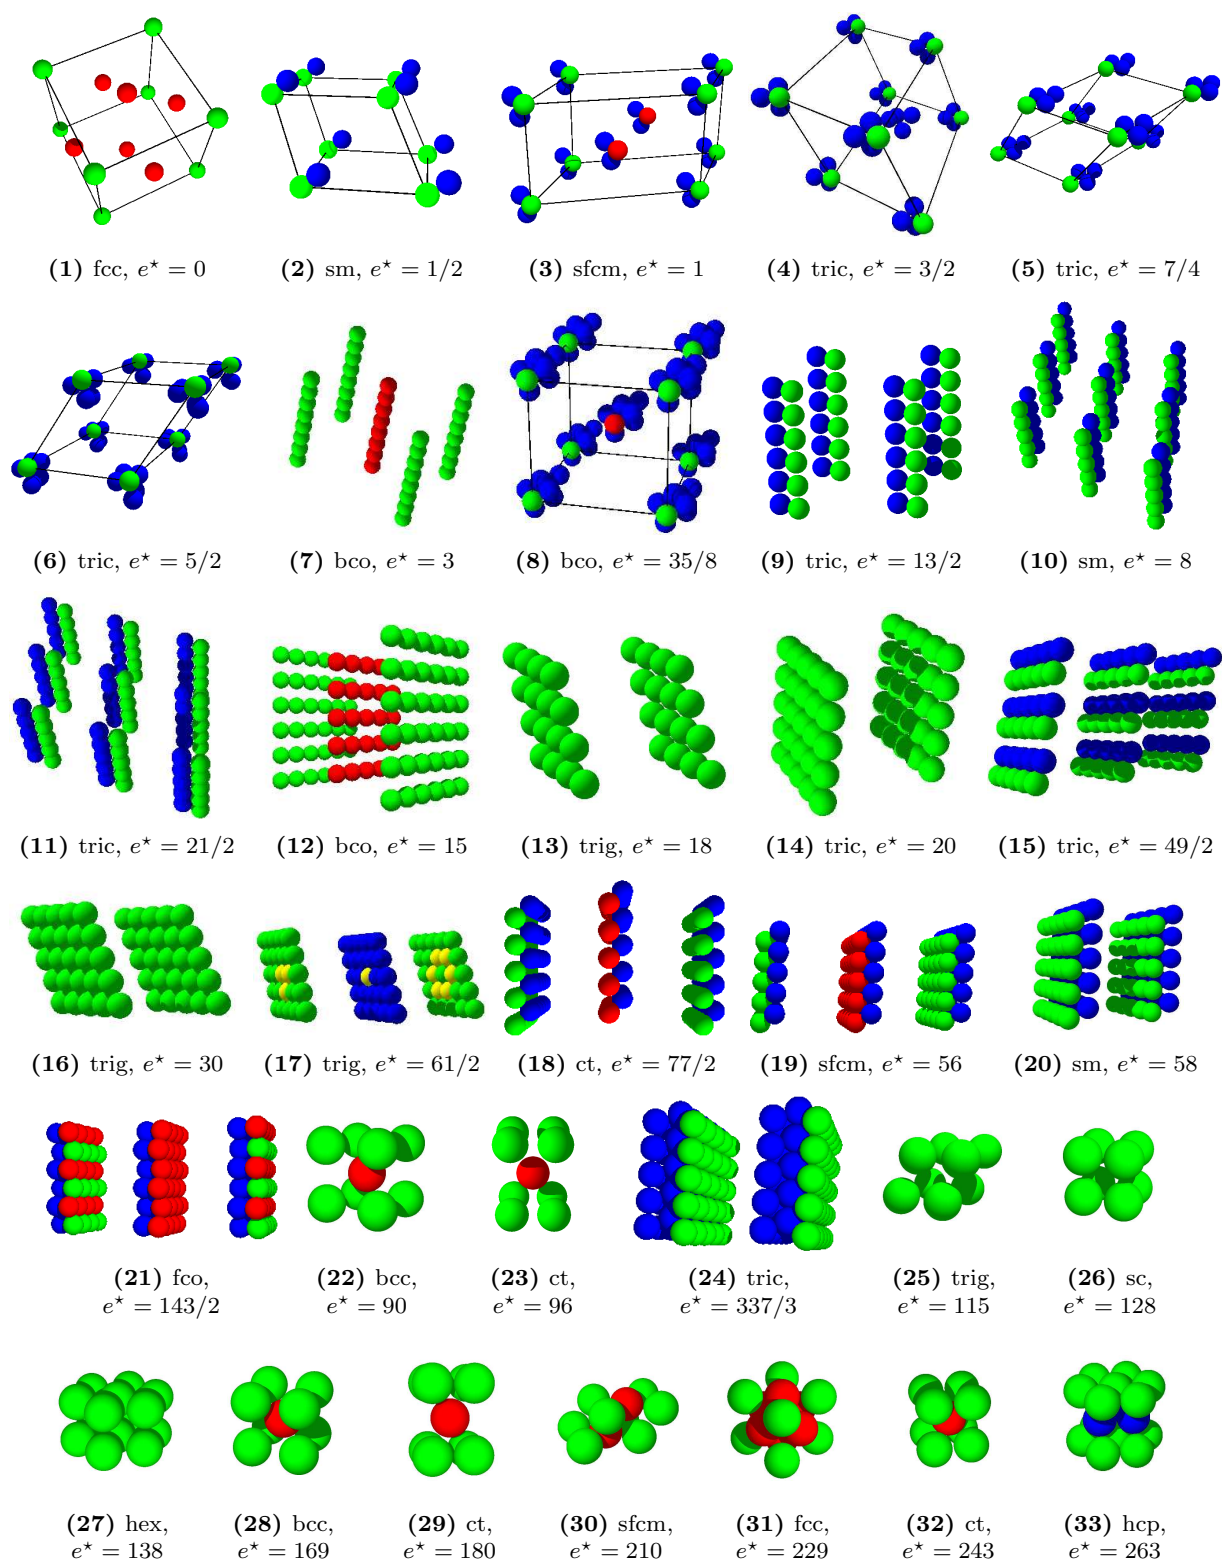 (1) fcc, e⋆ = 0
(2) sm, e⋆ = 1/2
(3) sfcm, e⋆ = 1
(4) tric, e⋆ = 3/2
(5) tric, e⋆ = 7/4
(6) tric, e⋆ = 5/2
(7) bco, e⋆ = 3
(8) bco, e⋆ = 35/8
(9) tric, e⋆ = 13/2
(10) sm, e⋆ = 8
(11) tric, e⋆ = 21/2
(12) bco, e⋆ = 15
(13) trig, e⋆ = 18
(14) tric, e⋆ = 20
(15) tric, e⋆ = 49/2
(16) trig, e⋆ = 30
(17) trig, e⋆ = 61/2
(18) ct, e⋆ = 77/2
(19) sfcm, e⋆ = 56
(20) sm, e⋆ = 58
(21) fco,
e⋆ = 143/2
(22) bcc,
e⋆ = 90
(23) ct,
e⋆ = 96
(24) tric,
e⋆ = 337/3
(25) trig,
e⋆ = 115
(26) sc,
e⋆ = 128
(27) hex,
e⋆ = 138
(28) bcc,
e⋆ = 169
(29) ct,
e⋆ = 180
(30) sfcm,
e⋆ = 210
(31) fcc,
e⋆ = 229
(32) ct,
e⋆ = 243
(33) hcp,
e⋆ = 263